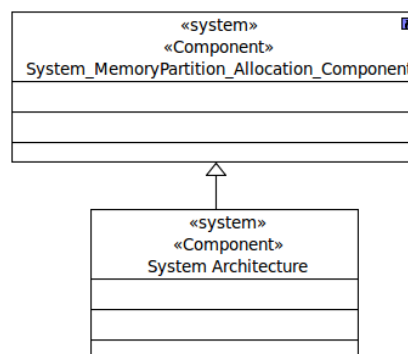 «system»
«Component»
System_MemoryPartition_Allocation_Component
«system»
«Component»
System Architecture